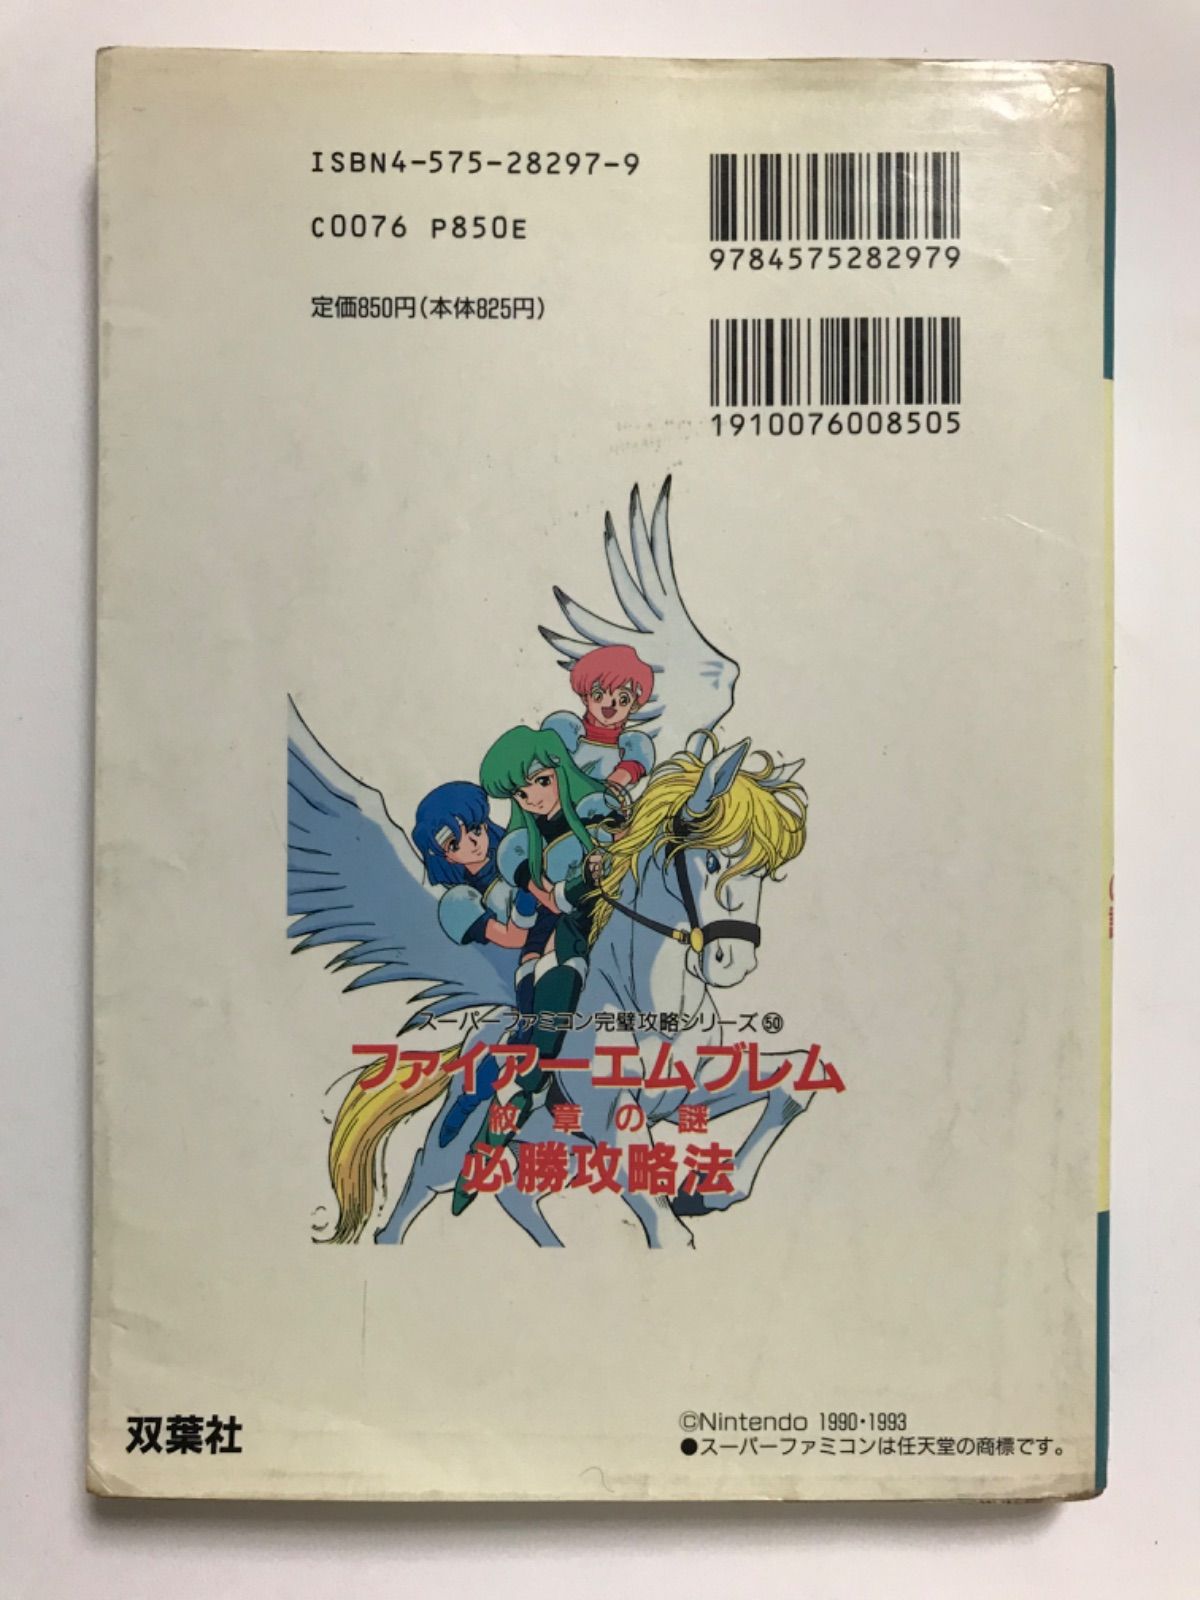 ISBN4-575-28297-9
C0076 P850E
定価850円(本体825円)
9784575282979
1910076008505
スーパーファミコン完璧攻略シリーズ㊿
ファイアーエムブレム
紋章の謎
必勝攻略法
双葉社
©Nintendo 1990・1993
●スーパーファミコンは任天堂の商標です。